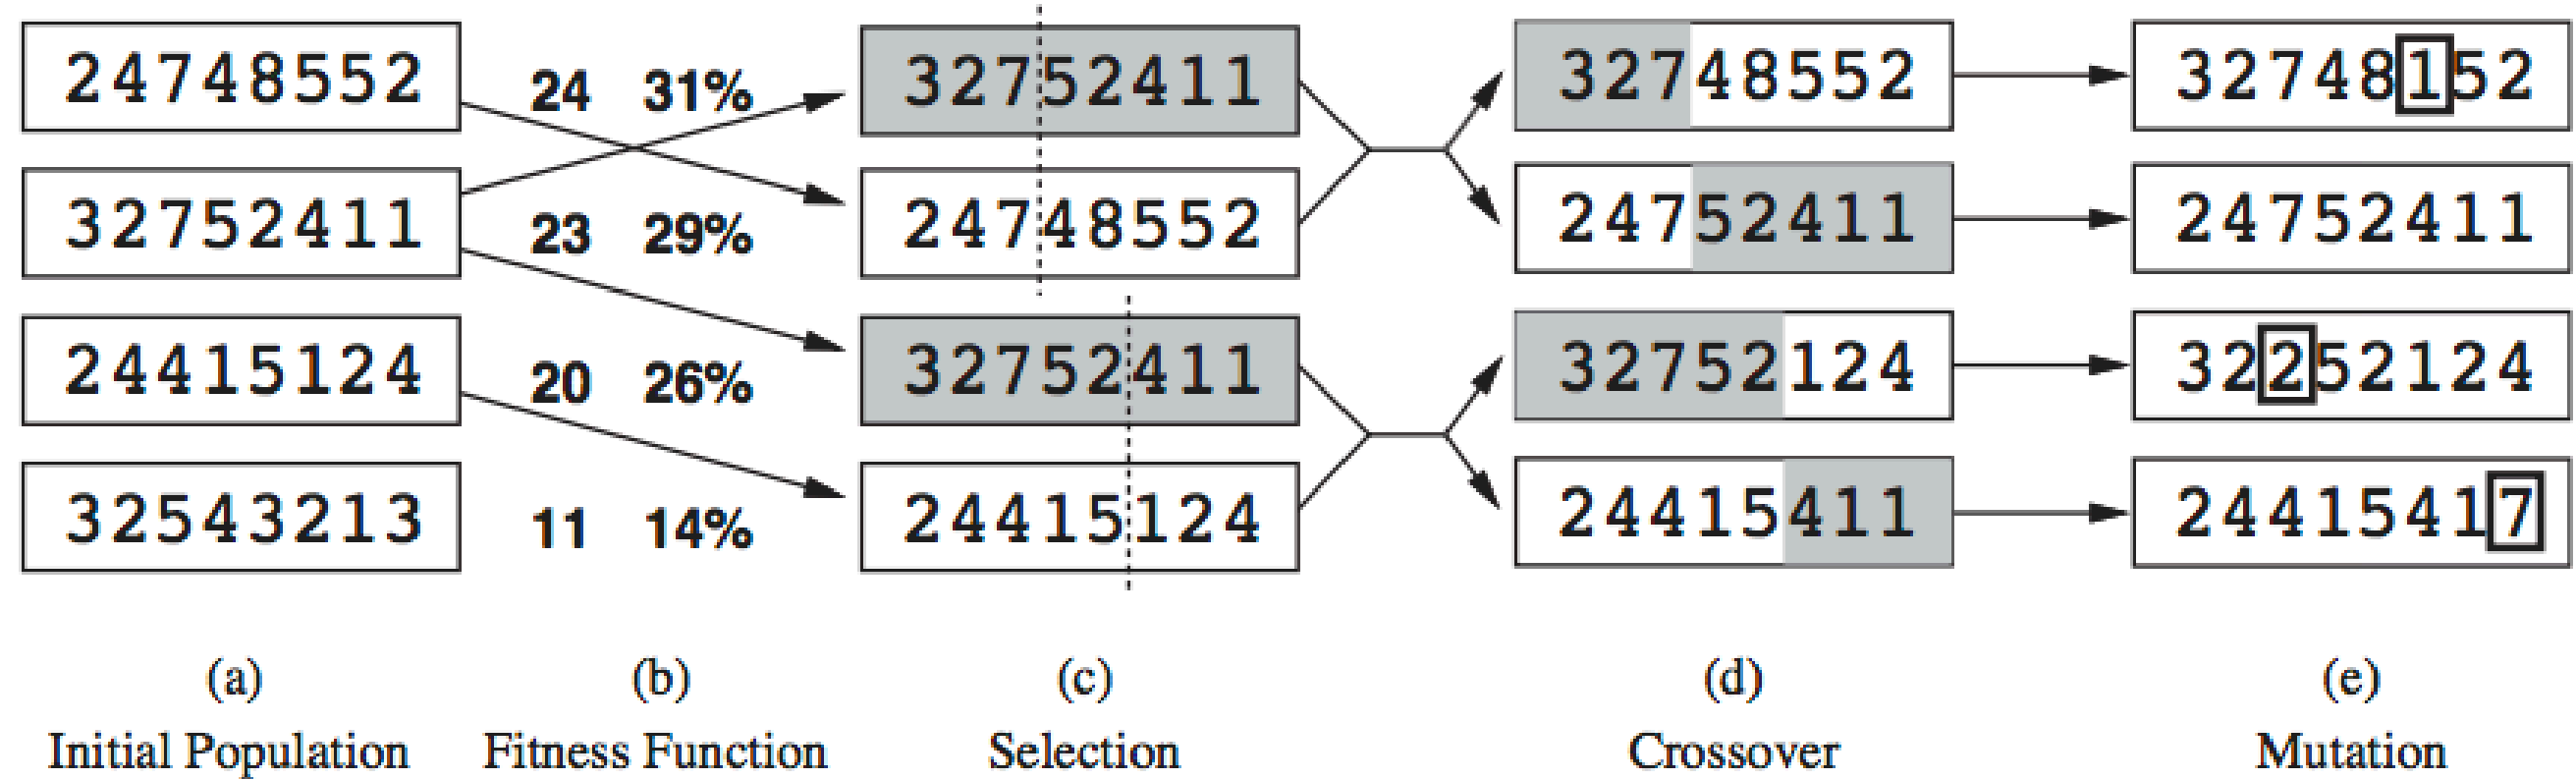 24748552 24 31% 32752411 32748552 32748152
32752411 23 29% 24748552 24752411 24752411
24415124 20 26% 32752411 32752124 32252124
32543213 11 14% 24415124 24415411 24415417
(a) (b) (c) (d) (e)
Initial Population Fitness Function Selection Crossover Mutation